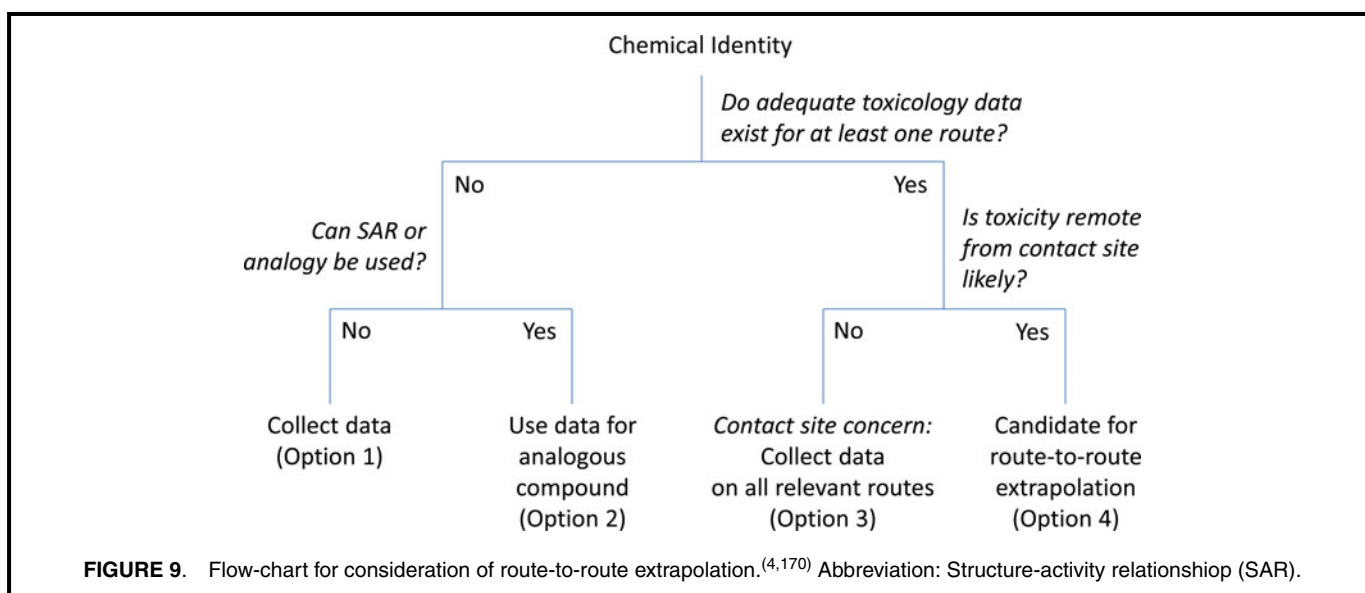 Chemical Identity
Do adequate toxicology data
exist for at least one route?
No
Yes
Can SAR or
analogy be used?
Is toxicity remote
from contact site
likely?
No
Yes
No
Yes
Collect data
(Option 1)
Use data for
analogous
compound
(Option 2)
Contact site concern:
Collect data
on all relevant routes
(Option 3)
Candidate for
route-to-route
extrapolation
(Option 4)
FIGURE 9. Flow-chart for consideration of route-to-route extrapolation.(4,170) Abbreviation: Structure-activity relationshiop (SAR).